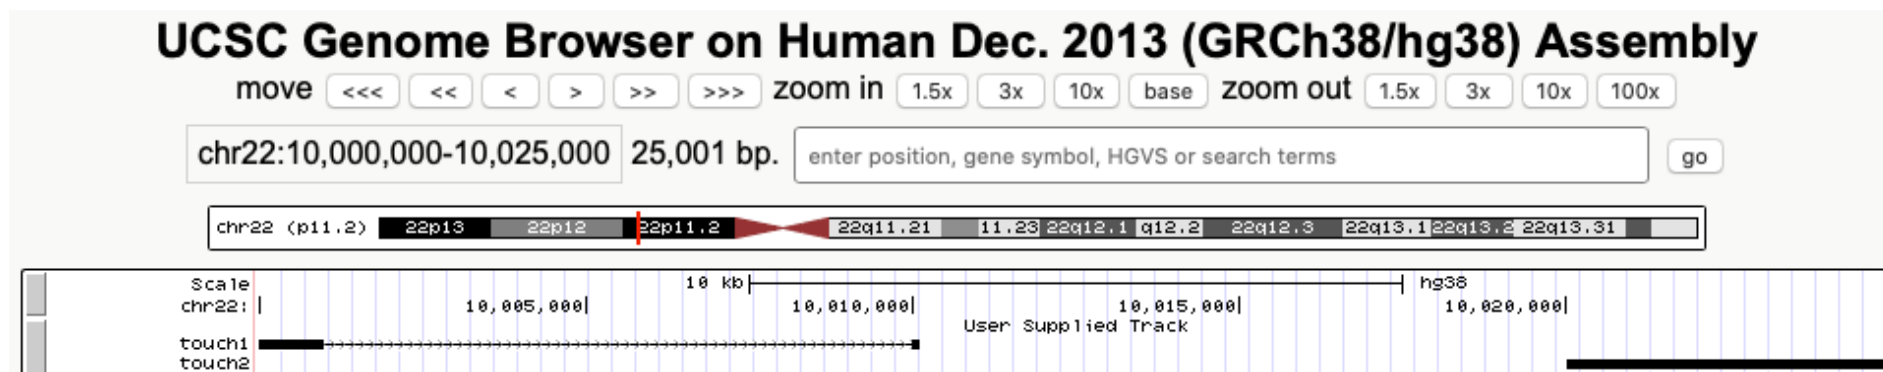 UCSC Genome Browser on Human Dec. 2013 (GRCh38/hg38) Assembly
move <<< << < > >> >>> zoom in 1.5x 3x 10x base zoom out 1.5x 3x 10x 100x
chr22:10,000,000-10,025,000 25,001 bp. enter position, gene symbol, HGVS or search terms go
chr22 (p11.2) 22p13 22p12 22p11.2 22q11.21 11.23 22q12.1 q12.2 22q12.3 22q13.1 22q13.2 22q13.31
Scale 10 kb hg38
chr22: 10,005,000 10,010,000 10,015,000 10,020,000
User Supplied Track
touch1
touch2